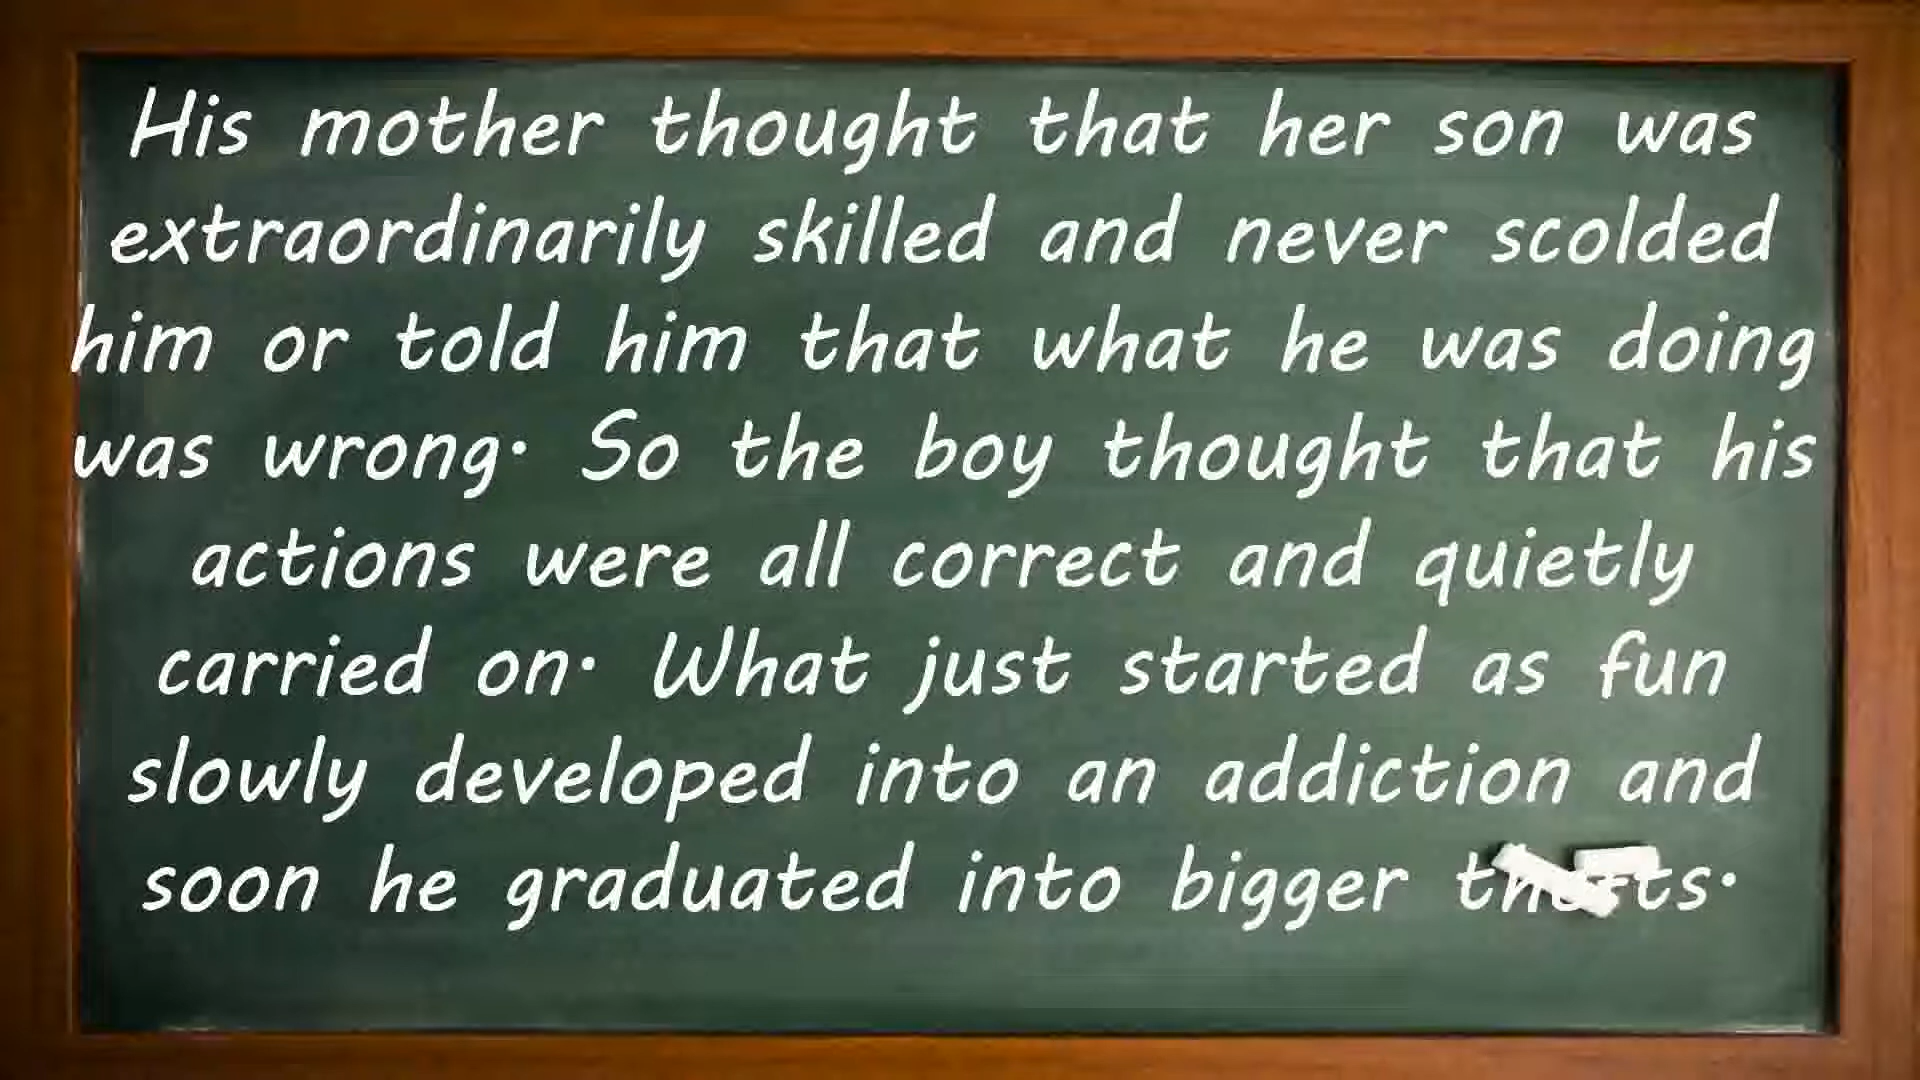 His mother thought that her son was
extraordinarily skilled and never scolded
him or told him that what he was doing
was wrong. So the boy thought that his
actions were all correct and quietly
carried on. What just started as fun
slowly developed into an addiction and
soon he graduated into bigger thefts.